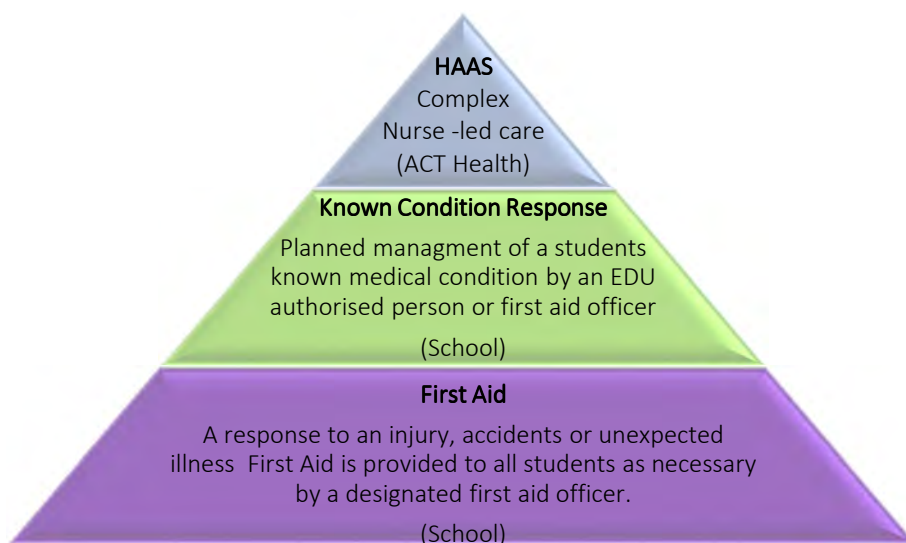 HAAS
Complex
Nurse -led care
(ACT Health)
Known Condition Response
Planned managment of a students
known medical condition by an EDU
authorised person or first aid officer
(School)
First Aid
A response to an injury, accidents or unexpected
illness  First Aid is provided to all students as necessary
by a designated first aid officer.
(School)